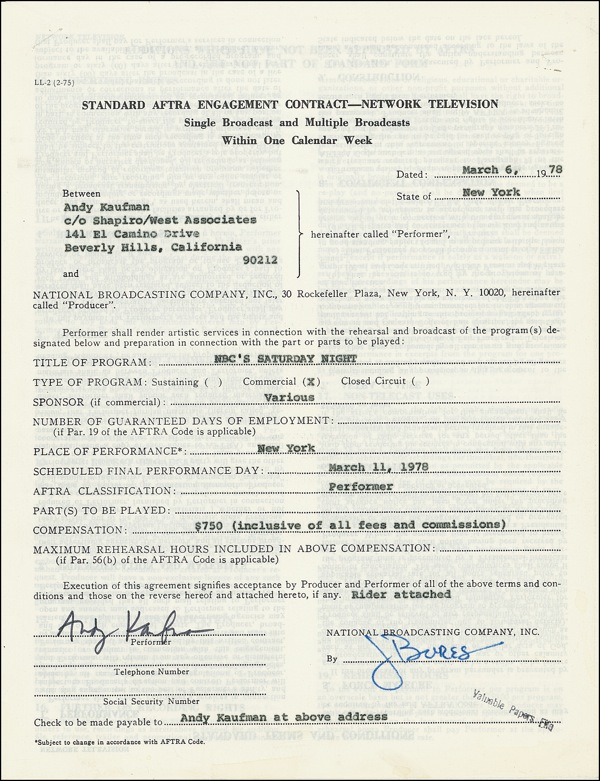 LL-2 (2-75)
STANDARD AFTRA ENGAGEMENT CONTRACT—NETWORK TELEVISION
Single Broadcast and Multiple Broadcasts
Within One Calendar Week
Dated: March 6, 1978
State of New York
Between
Andy Kaufman
c/o Shapiro/West Associates
141 El Camino Drive
Beverly Hills, California
90212
hereinafter called "Performer",
and
NATIONAL BROADCASTING COMPANY, INC., 30 Rockefeller Plaza, New York, N. Y. 10020, hereinafter
called "Producer".
Performer shall render artistic services in connection with the rehearsal and broadcast of the program(s) de-
signated below and preparation in connection with the part or parts to be played:
TITLE OF PROGRAM: NBC'S SATURDAY NIGHT
TYPE OF PROGRAM: Sustaining ( ) Commercial (X) Closed Circuit ( )
SPONSOR (if commercial): Various
NUMBER OF GUARANTEED DAYS OF EMPLOYMENT:
(if Par. 19 of the AFTRA Code is applicable)
PLACE OF PERFORMANCE*: New York
SCHEDULED FINAL PERFORMANCE DAY: March 11, 1978
AFTRA CLASSIFICATION: Performer
PART(S) TO BE PLAYED:
COMPENSATION: $750 (inclusive of all fees and commissions)
MAXIMUM REHEARSAL HOURS INCLUDED IN ABOVE COMPENSATION:
(if Par. 56(b) of the AFTRA Code is applicable)
Execution of this agreement signifies acceptance by Producer and Performer of all of the above terms and con-
ditions and those on the reverse hereof and attached hereto, if any. Rider attached
Andy Kaufman
Performer
NATIONAL BROADCASTING COMPANY, INC.
By J Bores
Telephone Number
Social Security Number
Valuable Papers
Check to be made payable to Andy Kaufman at above address
*Subject to change in accordance with AFTRA Code.